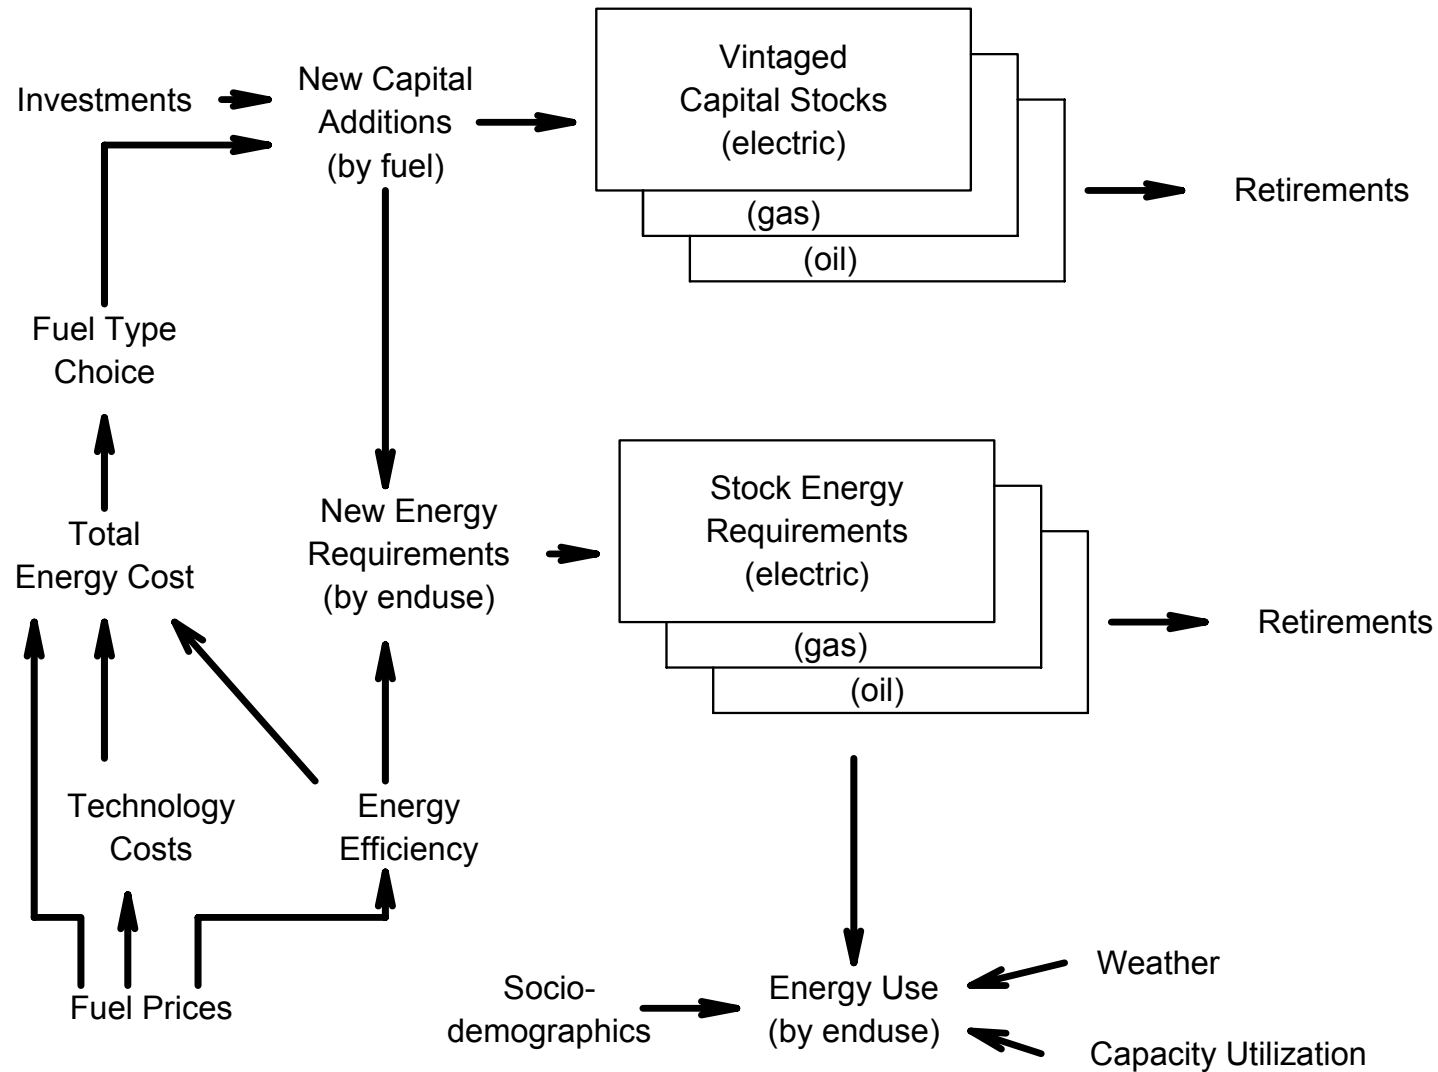 Investments
New Capital
Additions
(by fuel)
Vintaged
Capital Stocks
(electric)
(gas)
(oil)
Retirements
Fuel Type
Choice
Total
Energy Cost
New Energy
Requirements
(by enduse)
Stock Energy
Requirements
(electric)
(gas)
(oil)
Retirements
Technology
Costs
Energy
Efficiency
Fuel Prices
Socio-
demographics
Energy Use
(by enduse)
Weather
Capacity Utilization